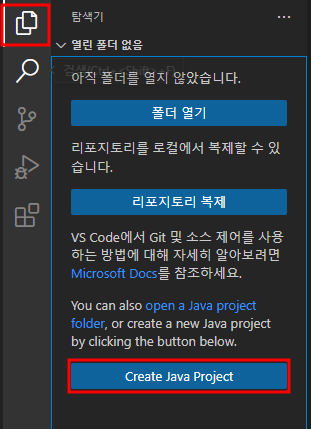 탐색기
열린 폴더 없음
아직 폴더를 열지 않았습니다.
폴더 열기
리포지토리를 로컬에서 복제할 수 있
습니다.
리포지토리 복제
VS Code에서 Git 및 소스 제어를 사용
하는 방법에 대해 자세히 알아보려면
Microsoft Docs를 참조하세요.
You can also open a Java project
folder, or create a new Java project
by clicking the button below.
Create Java Project